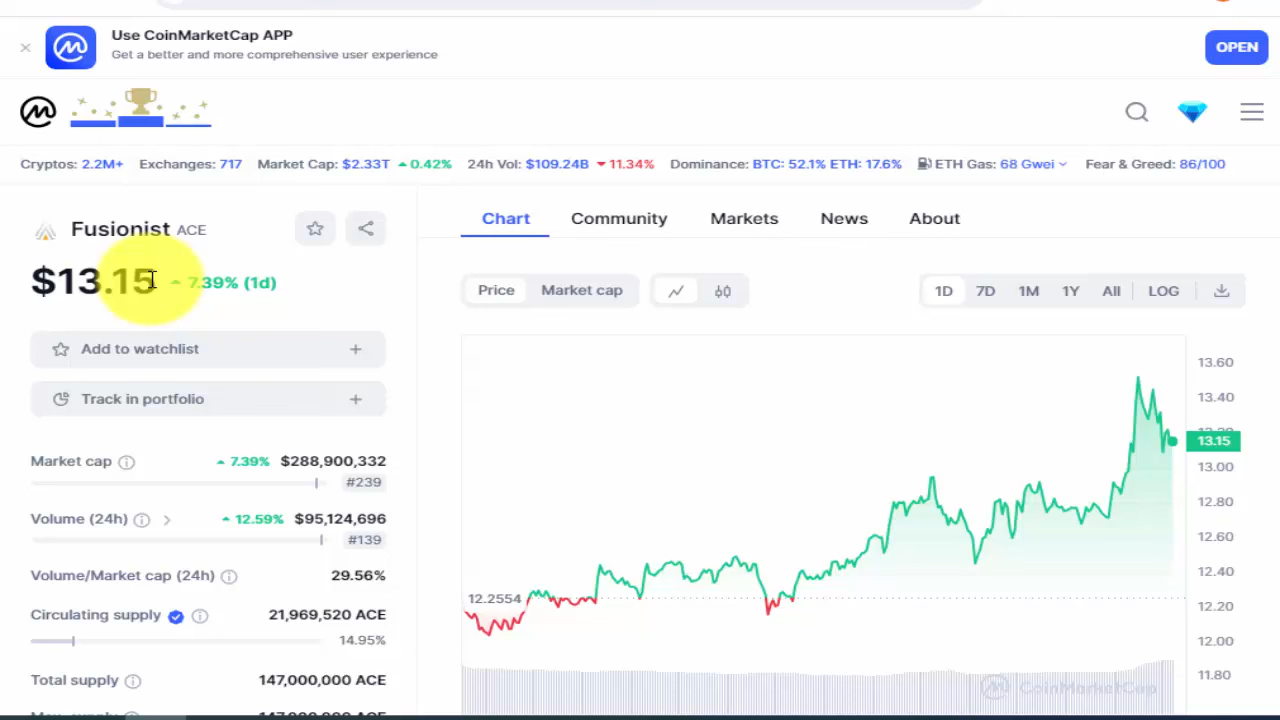 Use CoinMarketCap APP
Get a better and more comprehensive user experience
OPEN
Cryptos: 2.2M+ Exchanges: 717 Market Cap: $2.33T 0.42% 24h Vol: $109.24B 11.34% Dominance: BTC: 52.1% ETH: 17.6% ETH Gas: 68 Gwei Fear & Greed: 86/100
Fusionist ACE
$13.15 7.39% (1d)
Add to watchlist +
Track in portfolio +
Market cap 7.39% $288,900,332
#239
Volume (24h) 12.59% $95,124,696
#139
Volume/Market cap (24h) 29.56%
Circulating supply 21,969,520 ACE
14.95%
Total supply 147,000,000 ACE
Chart Community Markets News About
Price Market cap 1D 7D 1M 1Y All LOG
13.60
13.40
13.15
13.00
12.80
12.60
12.40
12.2554
12.20
12.00
11.80
CoinMarketCap